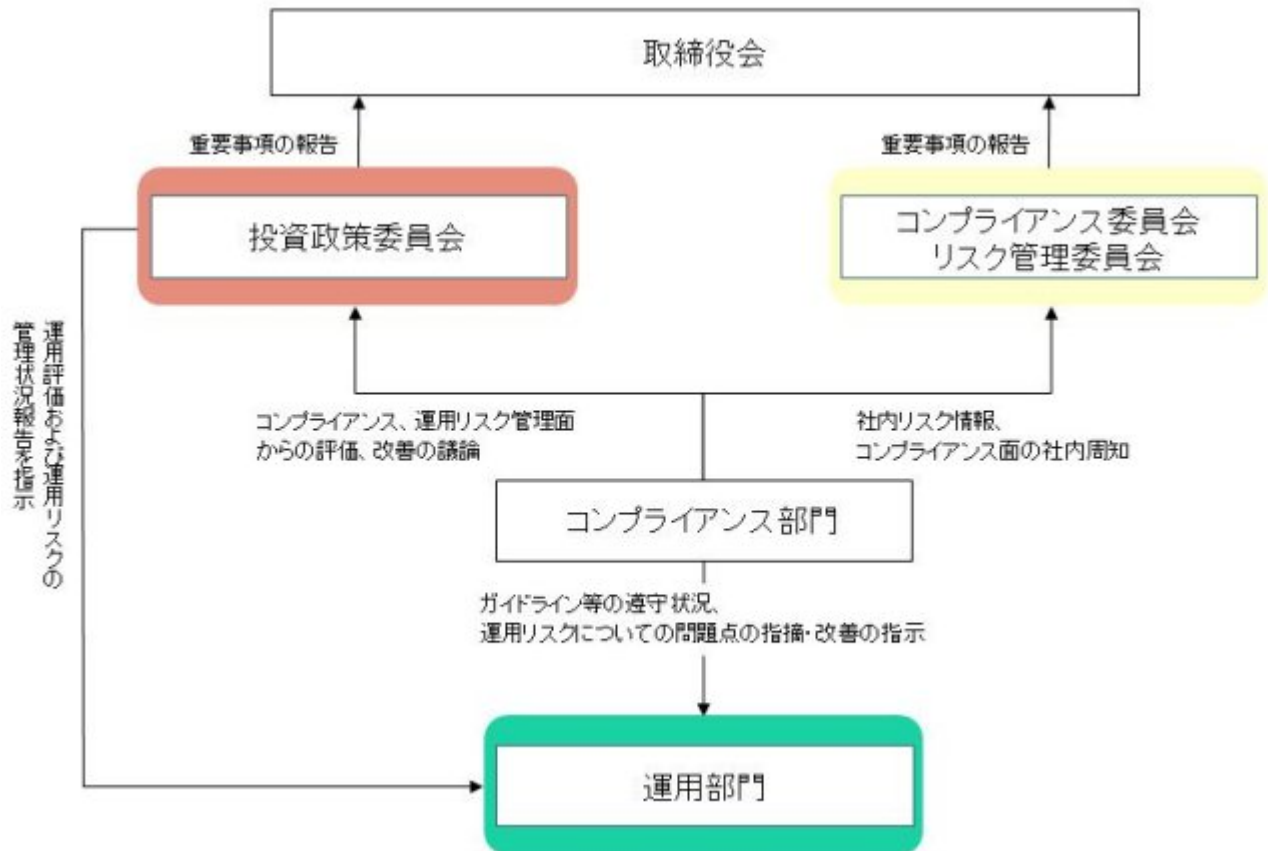 取締役会
重要事項の報告
重要事項の報告
投資政策委員会
コンプライアンス委員会
リスク管理委員会
運用評価および運用リスクの
管理状況報告を指示
コンプライアンス、運用リスク管理面
からの評価、改善の議論
社内リスク情報、
コンプライアンス面の社内周知
コンプライアンス部門
ガイドライン等の遵守状況、
運用リスクについての問題点の指摘・改善の指示
運用部門